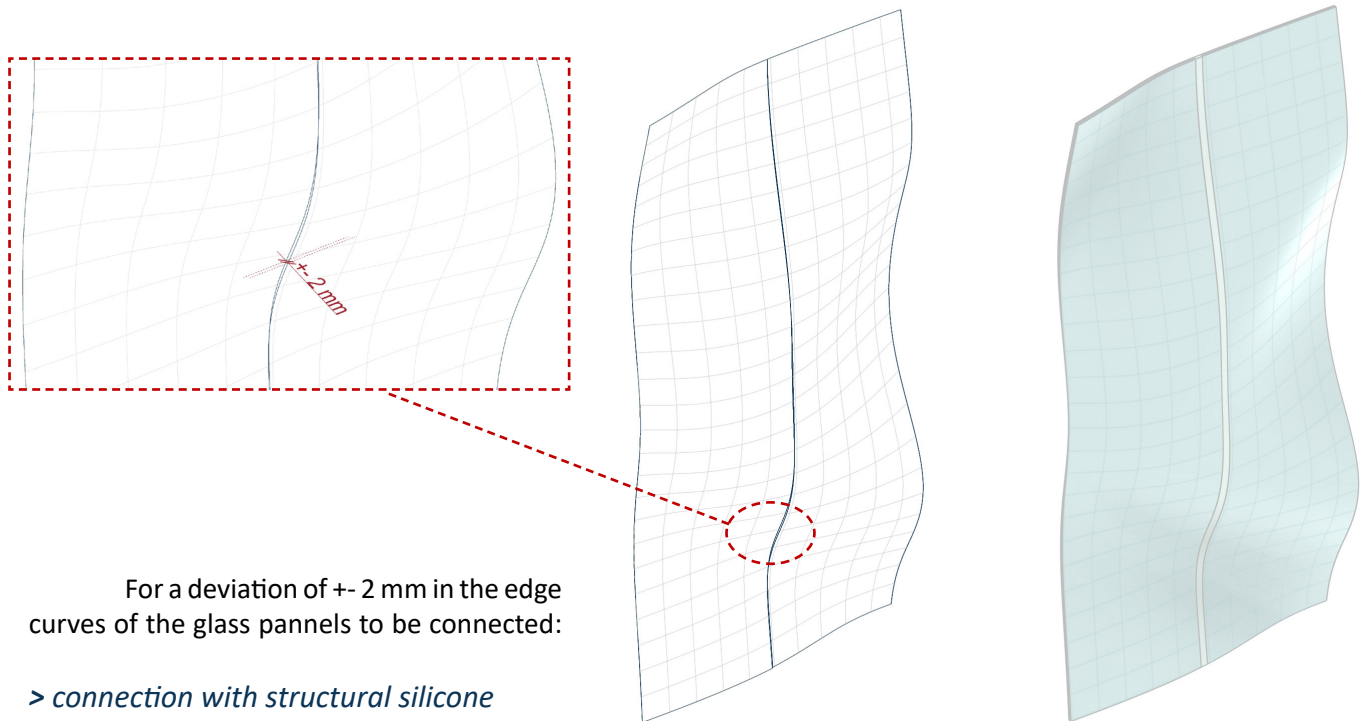 +- 2 mm
For a deviation of +- 2 mm in the edge
curves of the glass pannels to be connected:
> connection with structural silicone